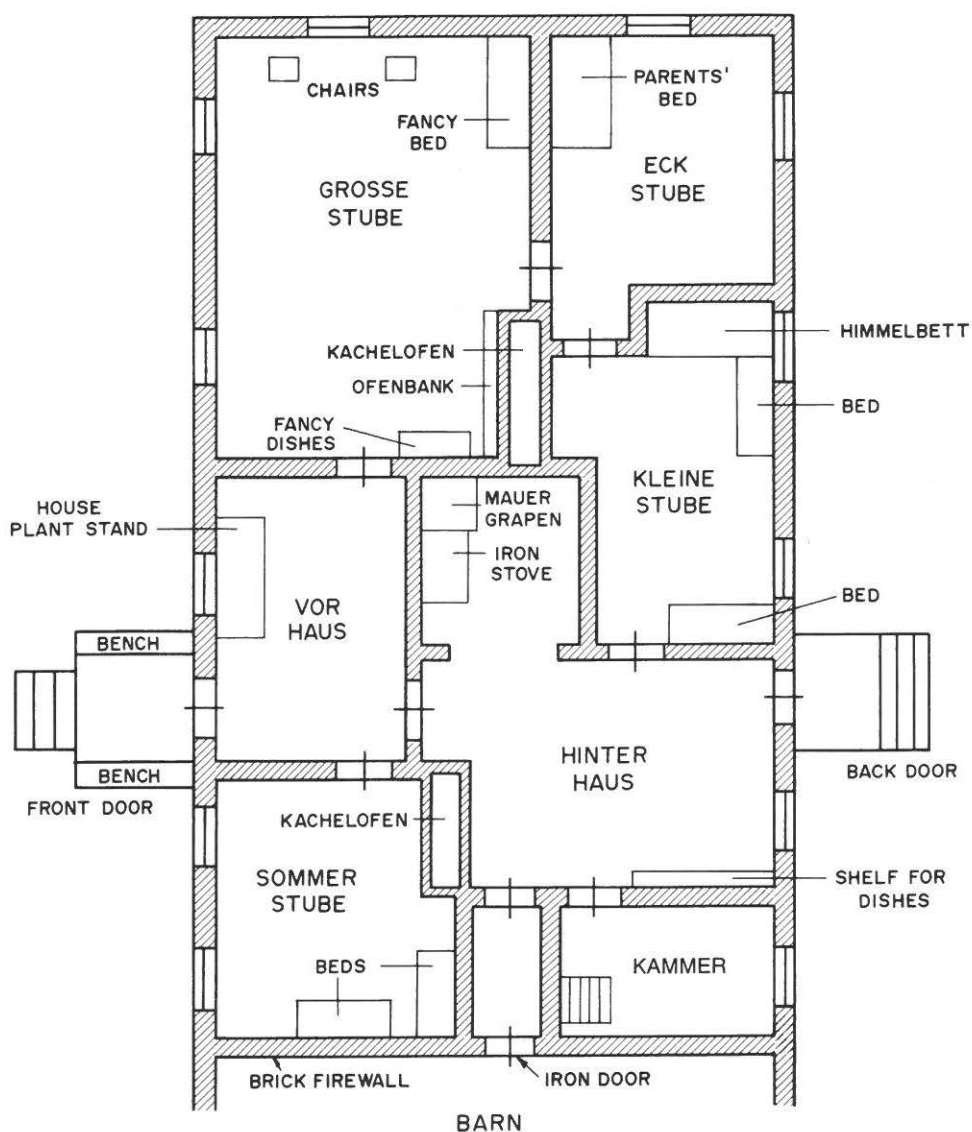 CHAIRS
FANCY
BED
PARENTS'
BED
GROSSE
STUBE
ECK
STUBE
KACHELOFEN
OFENBANK
HIMMELBETT
FANCY
DISHES
BED
HOUSE
PLANT STAND
MAUER
GRAPEN
IRON
STOVE
KLEINE
STUBE
VOR
HAUS
BED
BENCH
BENCH
FRONT DOOR
HINTER
HAUS
BACK DOOR
KACHELOFEN
SOMMER
STUBE
SHELF FOR
DISHES
BEDS
KAMMER
BRICK FIREWALL
IRON DOOR
BARN